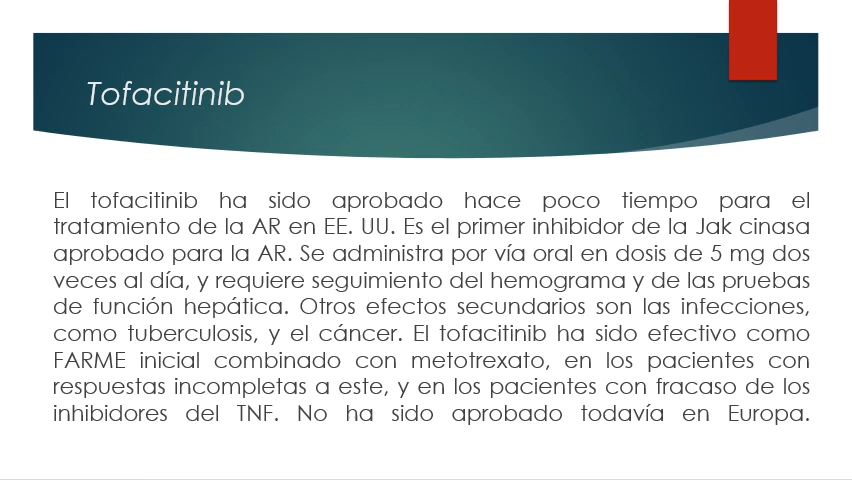 Tofacitinib
El tofacitinib ha sido aprobado hace poco tiempo para el
tratamiento de la AR en EE. UU. Es el primer inhibidor de la Jak cinasa
aprobado para la AR. Se administra por vía oral en dosis de 5 mg dos
veces al día, y requiere seguimiento del hemograma y de las pruebas
de función hepática. Otros efectos secundarios son las infecciones,
como tuberculosis, y el cáncer. El tofacitinib ha sido efectivo como
FARME inicial combinado con metotrexato, en los pacientes con
respuestas incompletas a este, y en los pacientes con fracaso de los
inhibidores del TNF. No ha sido aprobado todavía en Europa.